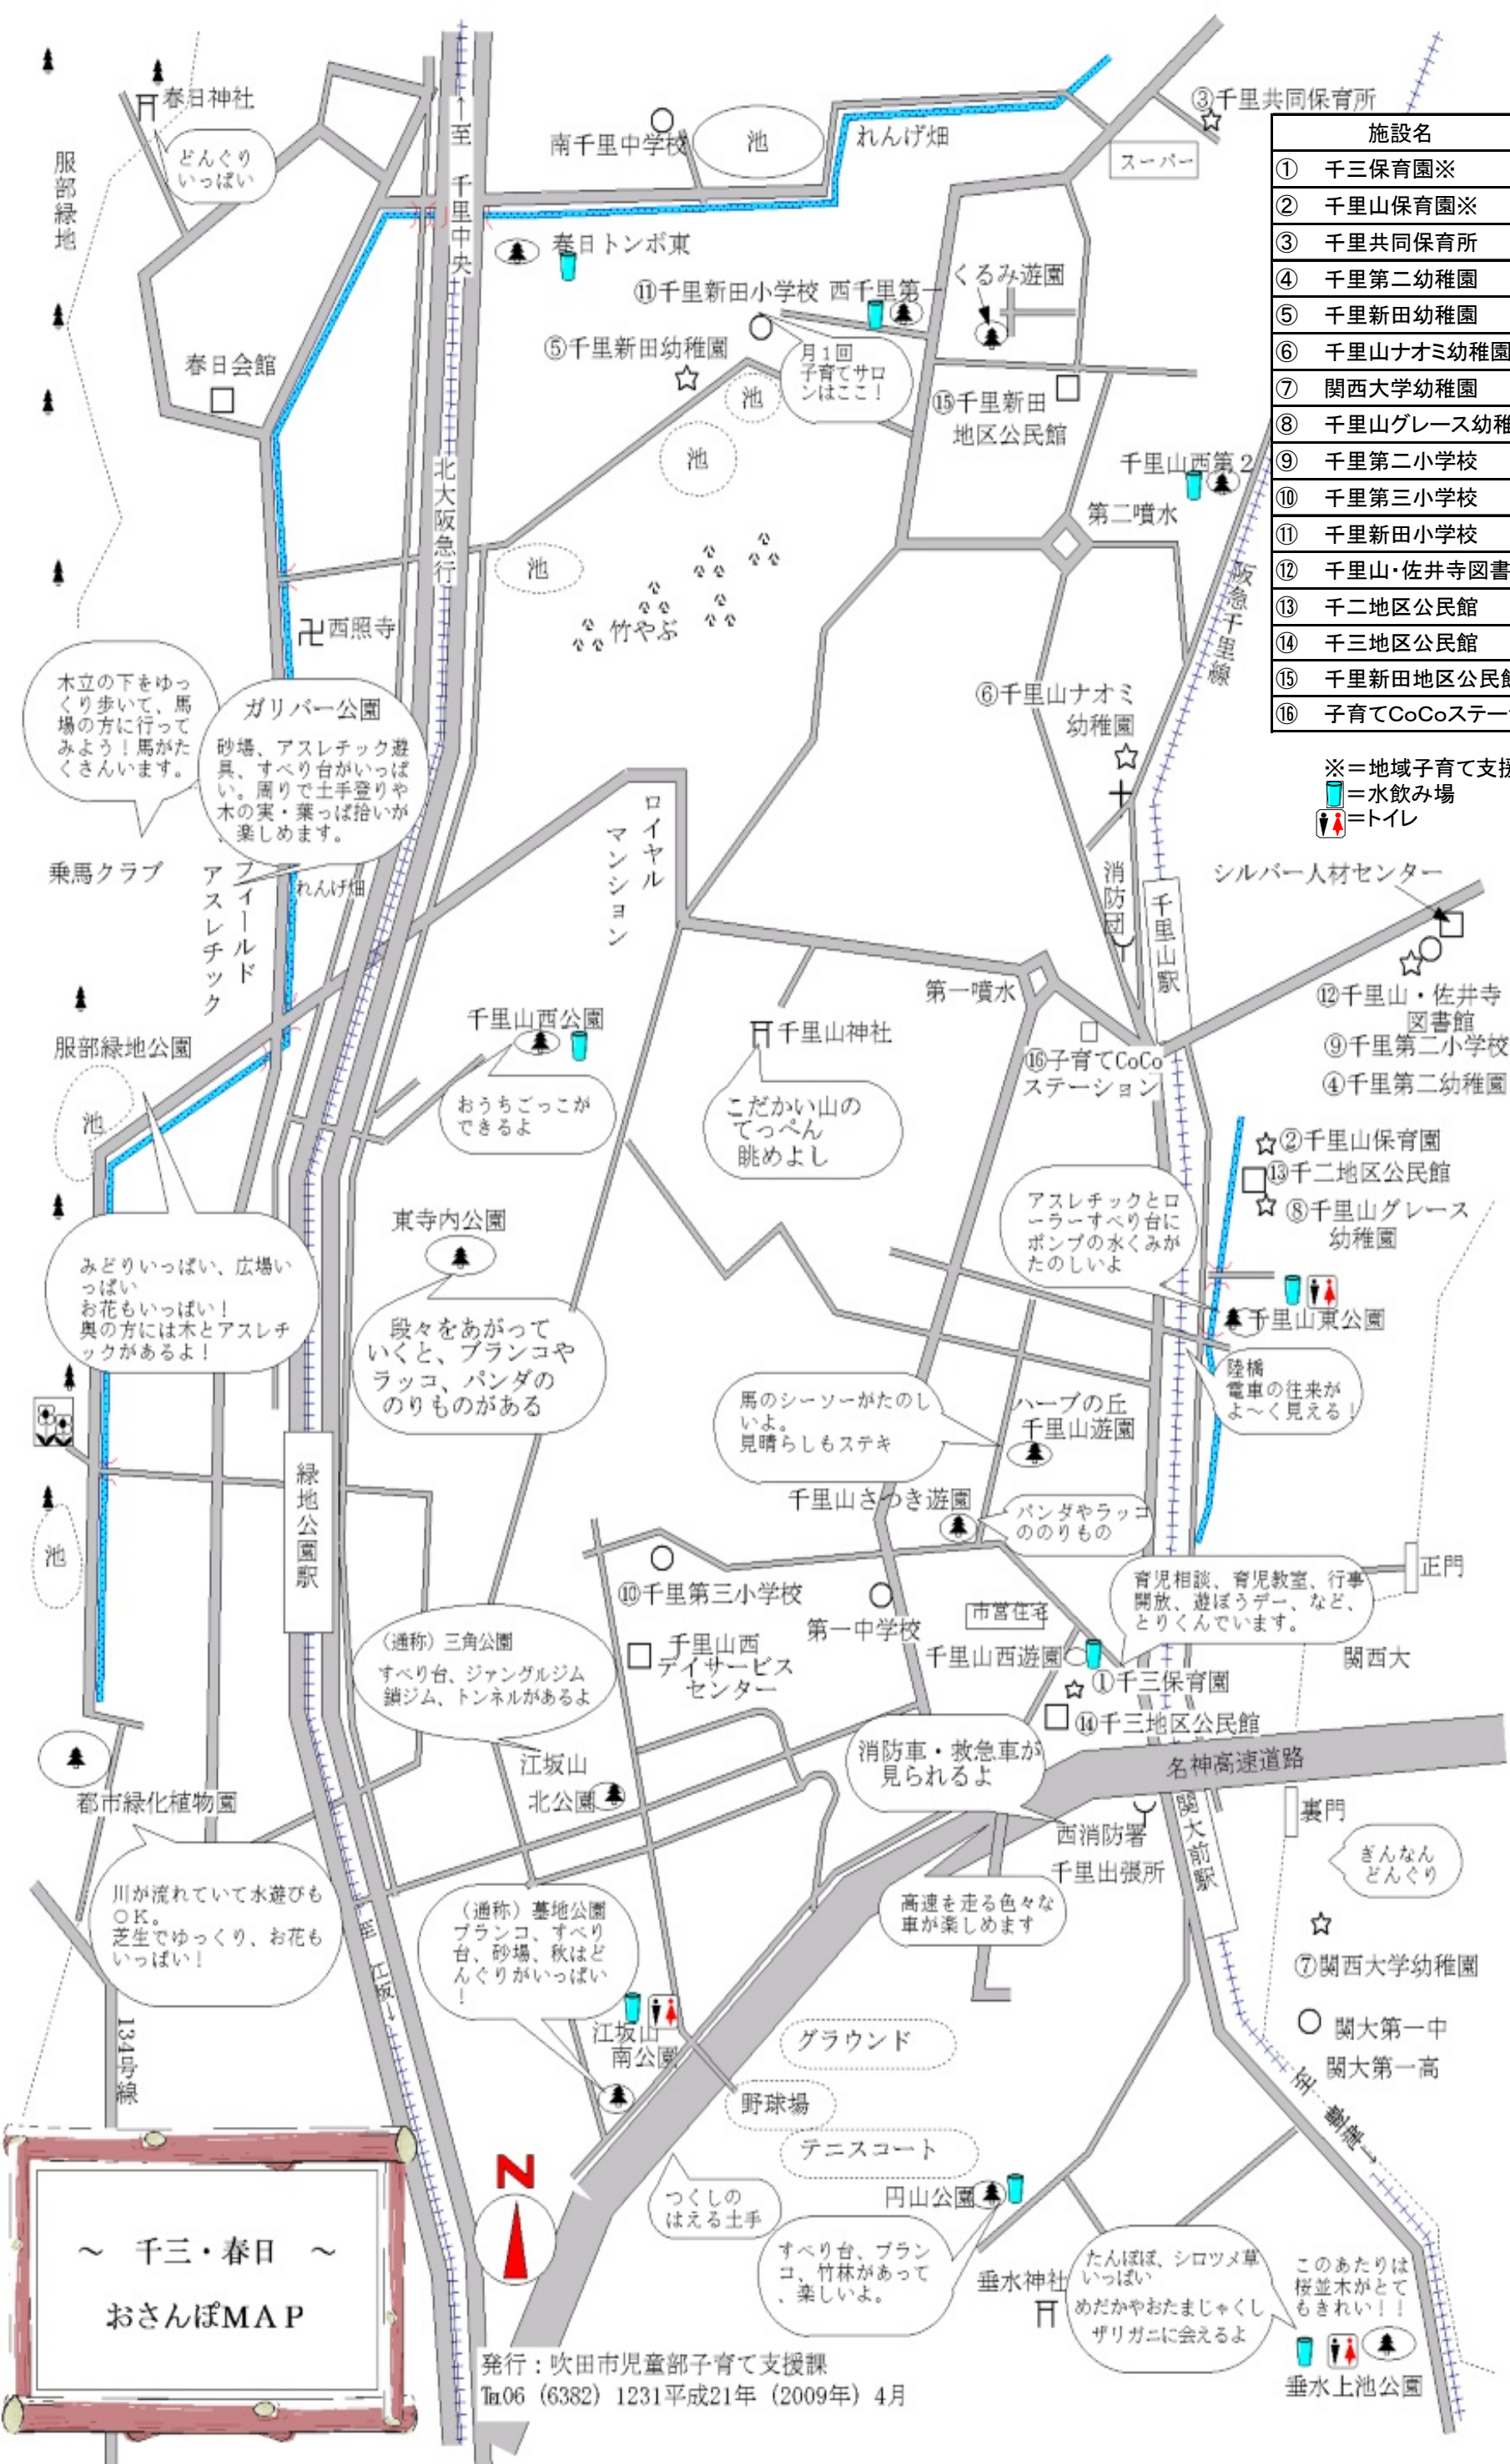 春日神社
どんぐり
いっぱい
服部緑地
←至 千里中央
南千里中学校
池
れんげ畑
③千里共同保育所
スーパー
施設名
① 千三保育園※
② 千里山保育園※
③ 千里共同保育所
④ 千里第二幼稚園
⑤ 千里新田幼稚園
⑥ 千里山ナオミ幼稚園
⑦ 関西大学幼稚園
⑧ 千里山グレース幼稚
⑨ 千里第二小学校
⑩ 千里第三小学校
⑪ 千里新田小学校
⑫ 千里山・佐井寺図書
⑬ 千二地区公民館
⑭ 千三地区公民館
⑮ 千里新田地区公民館
⑯ 子育てCoCoステー
※=地域子育て支援
=水飲み場
=トイレ
春日トンボ東
⑪千里新田小学校
西千里第一
くるみ遊園
⑤千里新田幼稚園
月1回
子育てサロ
ンはここ!
池
池
春日会館
⑮千里新田
地区公民館
千里山西第2
第二噴水
北大阪急行
池
竹やぶ
阪急千里線
卍西照寺
木立の下をゆっ
くり歩いて、馬
場の方に行って
みよう!馬がた
くさんいます。
ガリバー公園
砂場、アスレチック遊
具、すべり台がいっぱ
い。周りで土手登りや
木の実・葉っぱ拾いが
、楽しめます。
⑥千里山ナオミ
幼稚園
乗馬クラブ
フィールド
アスレチック
れんげ畑
ロイヤル
マンション
消防団
千里山駅
シルバー人材センター
⑫千里山・佐井寺
図書館
⑨千里第二小学校
④千里第二幼稚園
第一噴水
⑯子育てCoCo
ステーション
服部緑地公園
池
千里山西公園
おうちごっこが
できるよ
千里山神社
こだかい山の
てっぺん
眺めよし
②千里山保育園
⑬千二地区公民館
⑧千里山グレース
幼稚園
アスレチックとロ
ーラーすべり台に
ポンプの水くみが
たのしいよ
千里山東公園
陸橋
電車の往来が
よ~く見える!
東寺内公園
段々をあがって
いくと、ブランコや
ラッコ、パンダの
のりものがある
みどりいっぱい、広場い
っぱい
お花もいっぱい!
奥の方には木とアスレチ
ックがあるよ!
馬のシーソーがたのし
いよ。
見晴らしもステキ
ハーブの丘
千里山遊園
千里山さつき遊園
パンダやラッコ
ののりもの
緑地公園駅
池
⑩千里第三小学校
第一中学校
市営住宅
千里山西遊園
育児相談、育児教室、行事
開放、遊ぼうデー、など、
とりくんでいます。
正門
関西大
①千三保育園
⑭千三地区公民館
(通称)三角公園
すべり台、ジャングルジム
鎖ジム、トンネルがあるよ
千里山西
デイサービス
センター
江坂山
北公園
消防車・救急車が
見られるよ
名神高速道路
西消防署
千里出張所
関大前駅
裏門
ぎんなん
どんぐり
⑦関西大学幼稚園
関大第一中
関大第一高
都市緑化植物園
川が流れていて水遊びも
OK。
芝生でゆっくり、お花も
いっぱい!
至 江坂→
(通称)墓地公園
ブランコ、すべり
台、砂場、秋はど
んぐりがいっぱい
!
江坂山
南公園
高速を走る色々な
車が楽しめます
グラウンド
野球場
テニスコート
134号線
至 垂水→
N
つくしの
はえる土手
円山公園
すべり台、ブラン
コ、竹林があって
、楽しいよ。
垂水神社
たんぽぽ、シロツメ草
いっぱい
めだかやおたまじゃくし
ザリガニに会えるよ
このあたりは
桜並木がとて
もきれい!!
垂水上池公園
~ 千三・春日 ~
おさんぽMAP
発行:吹田市児童部子育て支援課
℡06(6382)1231平成21年(2009年)4月